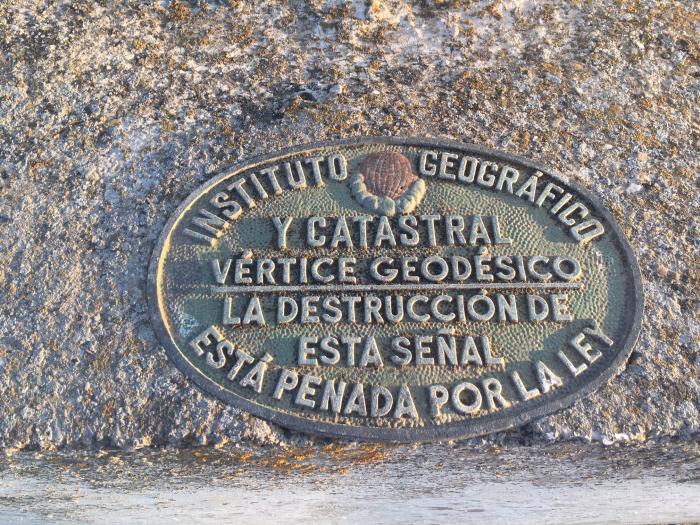 INSTITUTO GEOGRÁFICO
Y CATASTRAL
VÉRTICE GEODÉSICO
LA DESTRUCCIÓN DE
ESTA SEÑAL
ESTÁ PENADA POR LA LEY